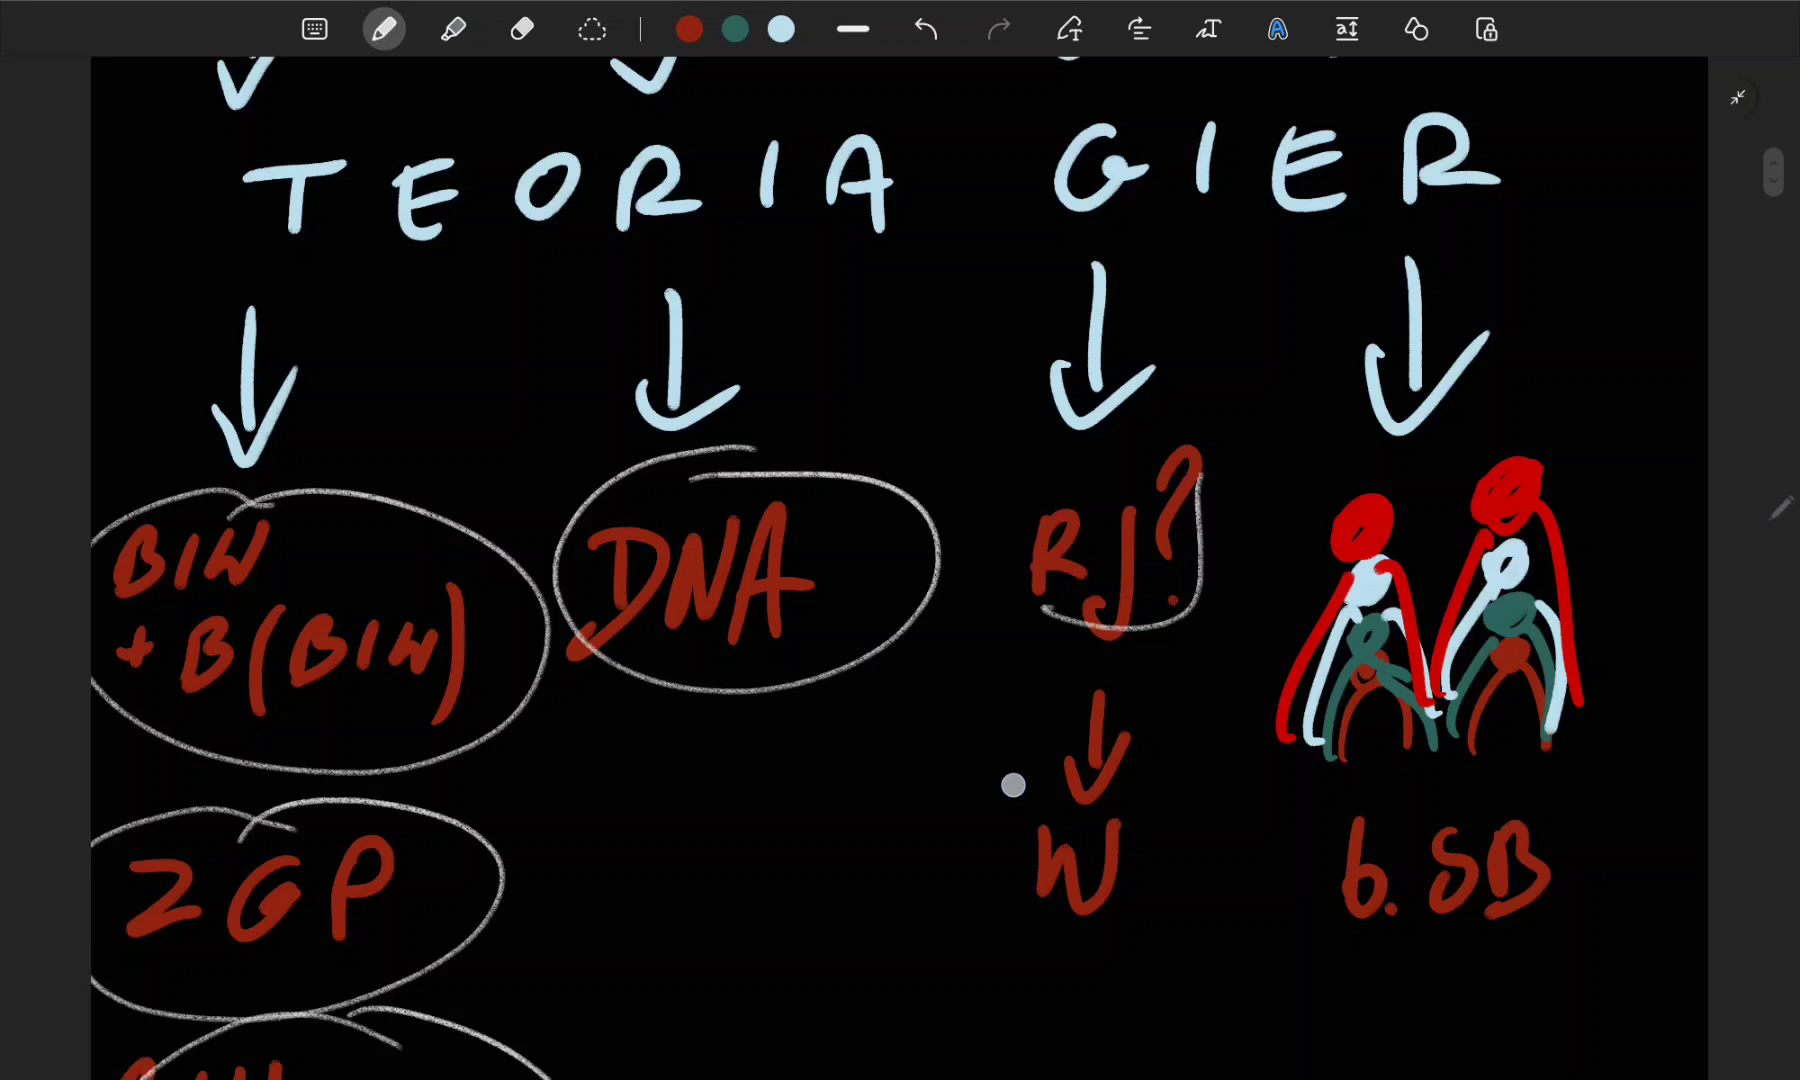 TEORIA GIER
BIW
+ B(BIW)
DNA
RJ?
W
6. SB
ZGP